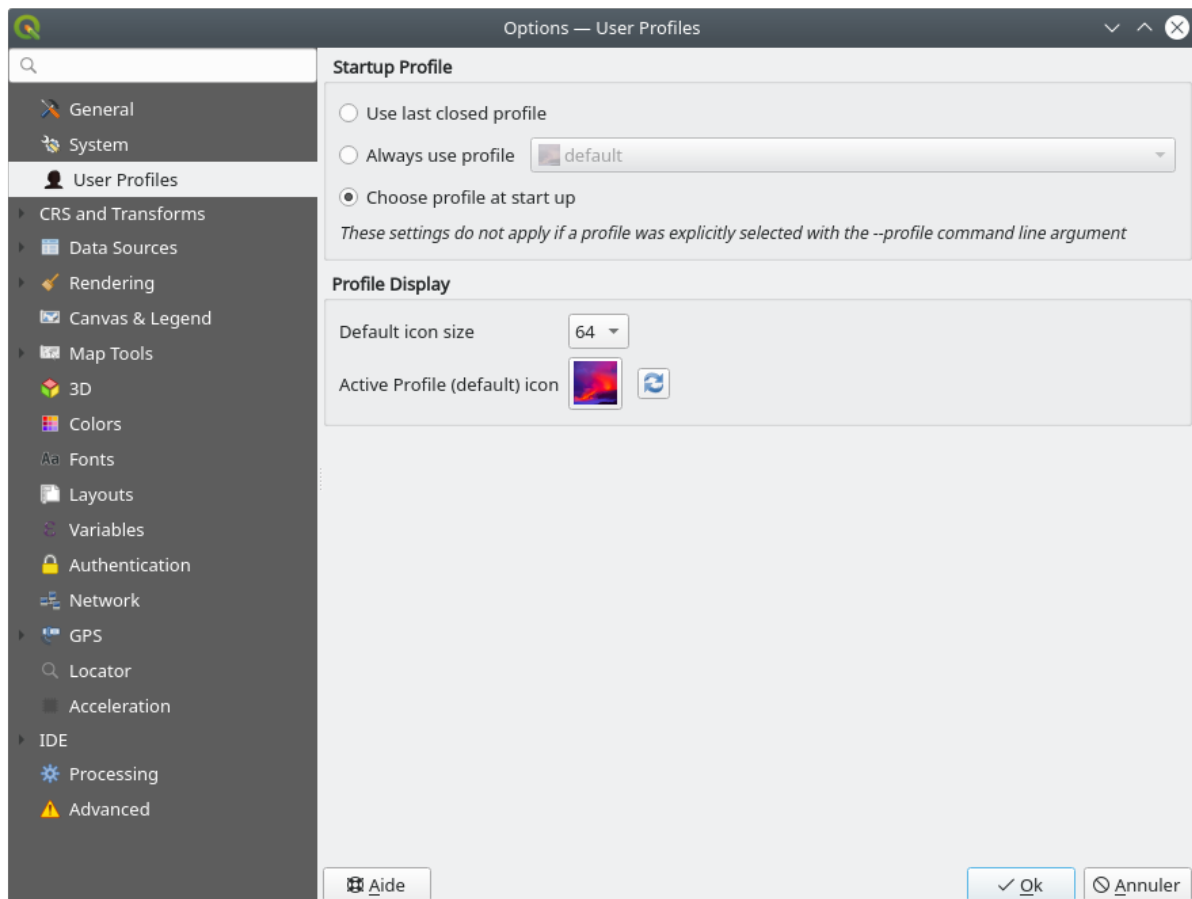 Options — User Profiles
General
System
User Profiles
CRS and Transforms
Data Sources
Rendering
Canvas & Legend
Map Tools
3D
Colors
Aa Fonts
Layouts
ε Variables
Authentication
Network
GPS
Locator
Acceleration
IDE
Processing
Advanced
Startup Profile
Use last closed profile
Always use profile default
Choose profile at start up
These settings do not apply if a profile was explicitly selected with the --profile command line argument
Profile Display
Default icon size 64
Active Profile (default) icon
Aide Ok Annuler